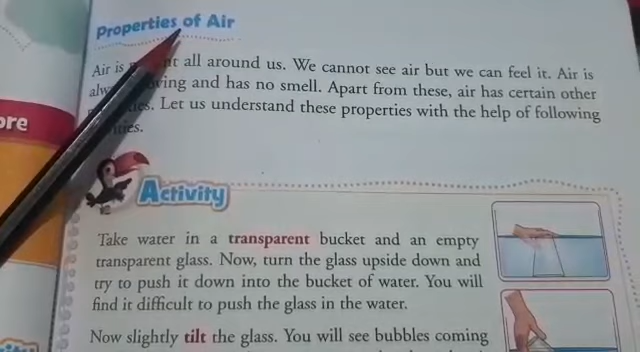 Properties of Air
Air is all around us. We cannot see air but we can feel it. Air is
and has no smell. Apart from these, air has certain other
Let us understand these properties with the help of following
Activity
Take water in a transparent bucket and an empty
transparent glass. Now, turn the glass upside down and
try to push it down into the bucket of water. You will
find it difficult to push the glass in the water.
Now slightly tilt the glass. You will see bubbles coming